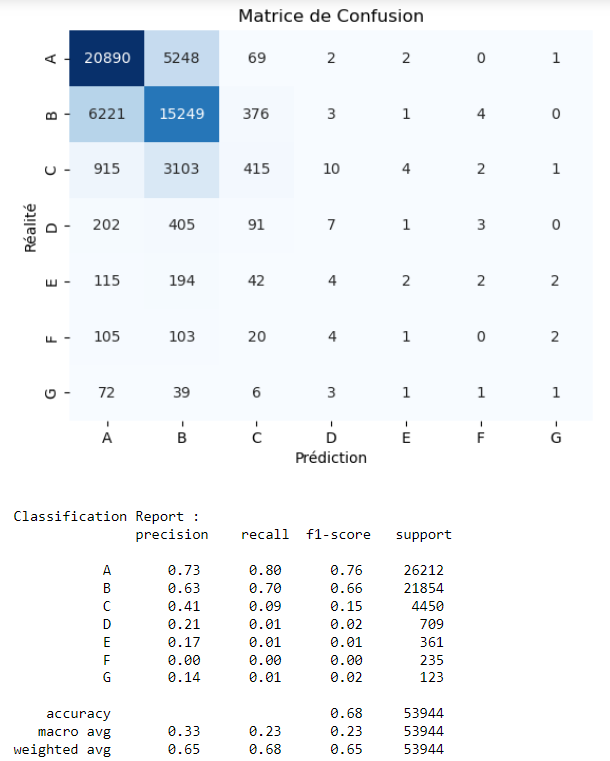 Matrice de Confusion
A 20890 5248 69 2 2 0 1
B 6221 15249 376 3 1 4 0
C 915 3103 415 10 4 2 1
Réalité
D 202 405 91 7 1 3 0
E 115 194 42 4 2 2 2
F 105 103 20 4 1 0 2
G 72 39 6 3 1 1 1
A B C D E F G
Prédiction
Classification Report :
precision recall f1-score support
A 0.73 0.80 0.76 26212
B 0.63 0.70 0.66 21854
C 0.41 0.09 0.15 4450
D 0.21 0.01 0.02 709
E 0.17 0.01 0.01 361
F 0.00 0.00 0.00 235
G 0.14 0.01 0.02 123
accuracy 0.68 53944
macro avg 0.33 0.23 0.23 53944
weighted avg 0.65 0.68 0.65 53944